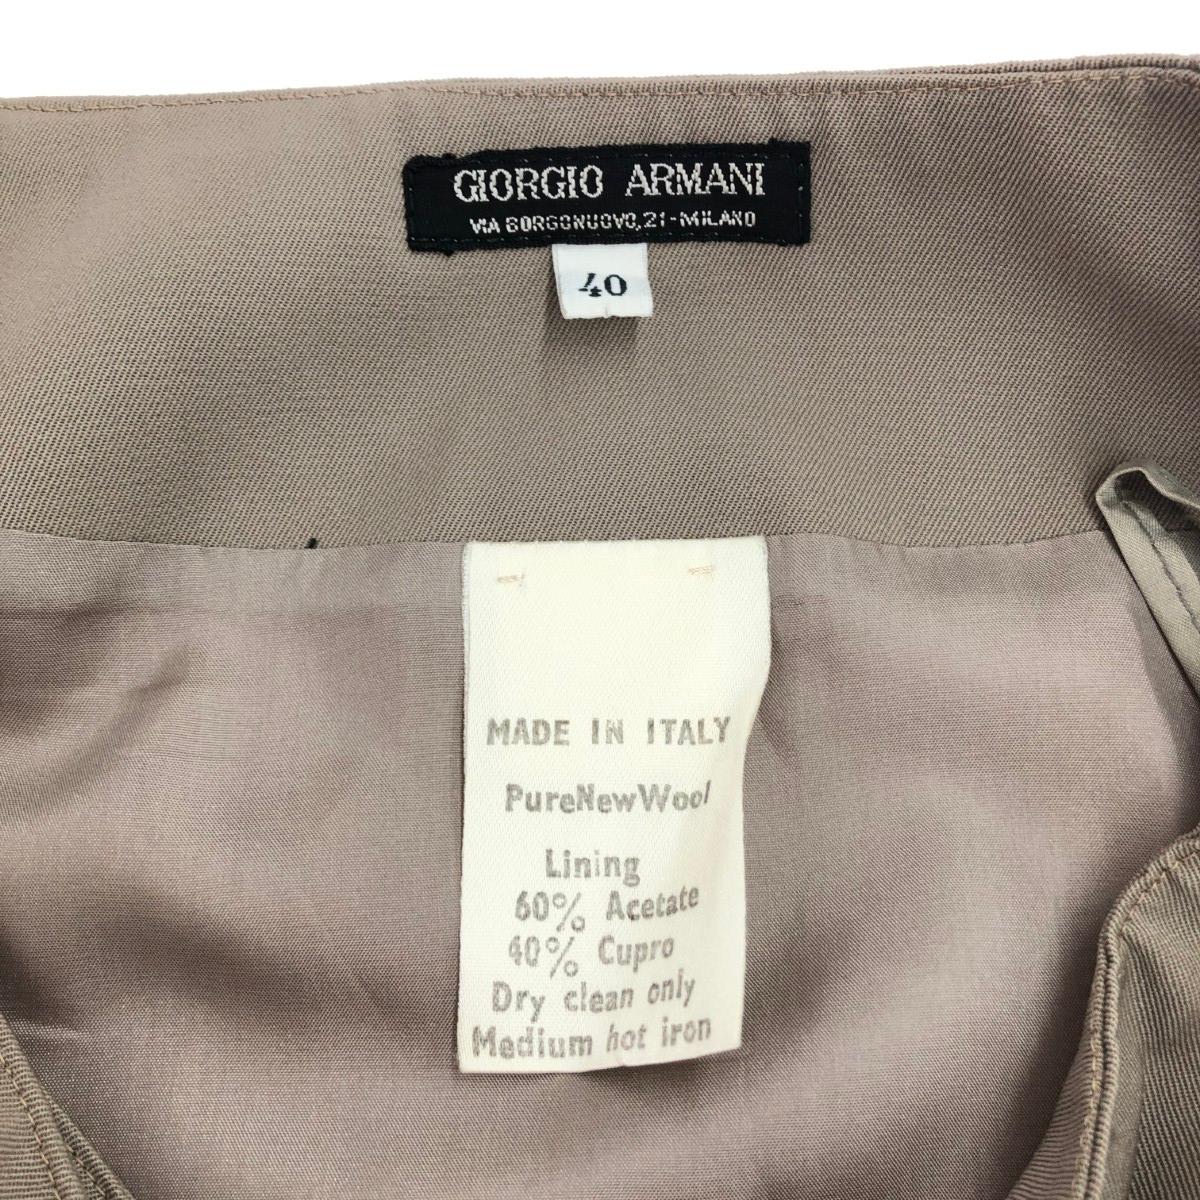 GIORGIO ARMANI
VIA BORGONUOVO, 21-MILANO
40
MADE IN ITALY
PureNewWool
Lining
60% Acetate
40% Cupro
Dry clean only
Medium hot iron